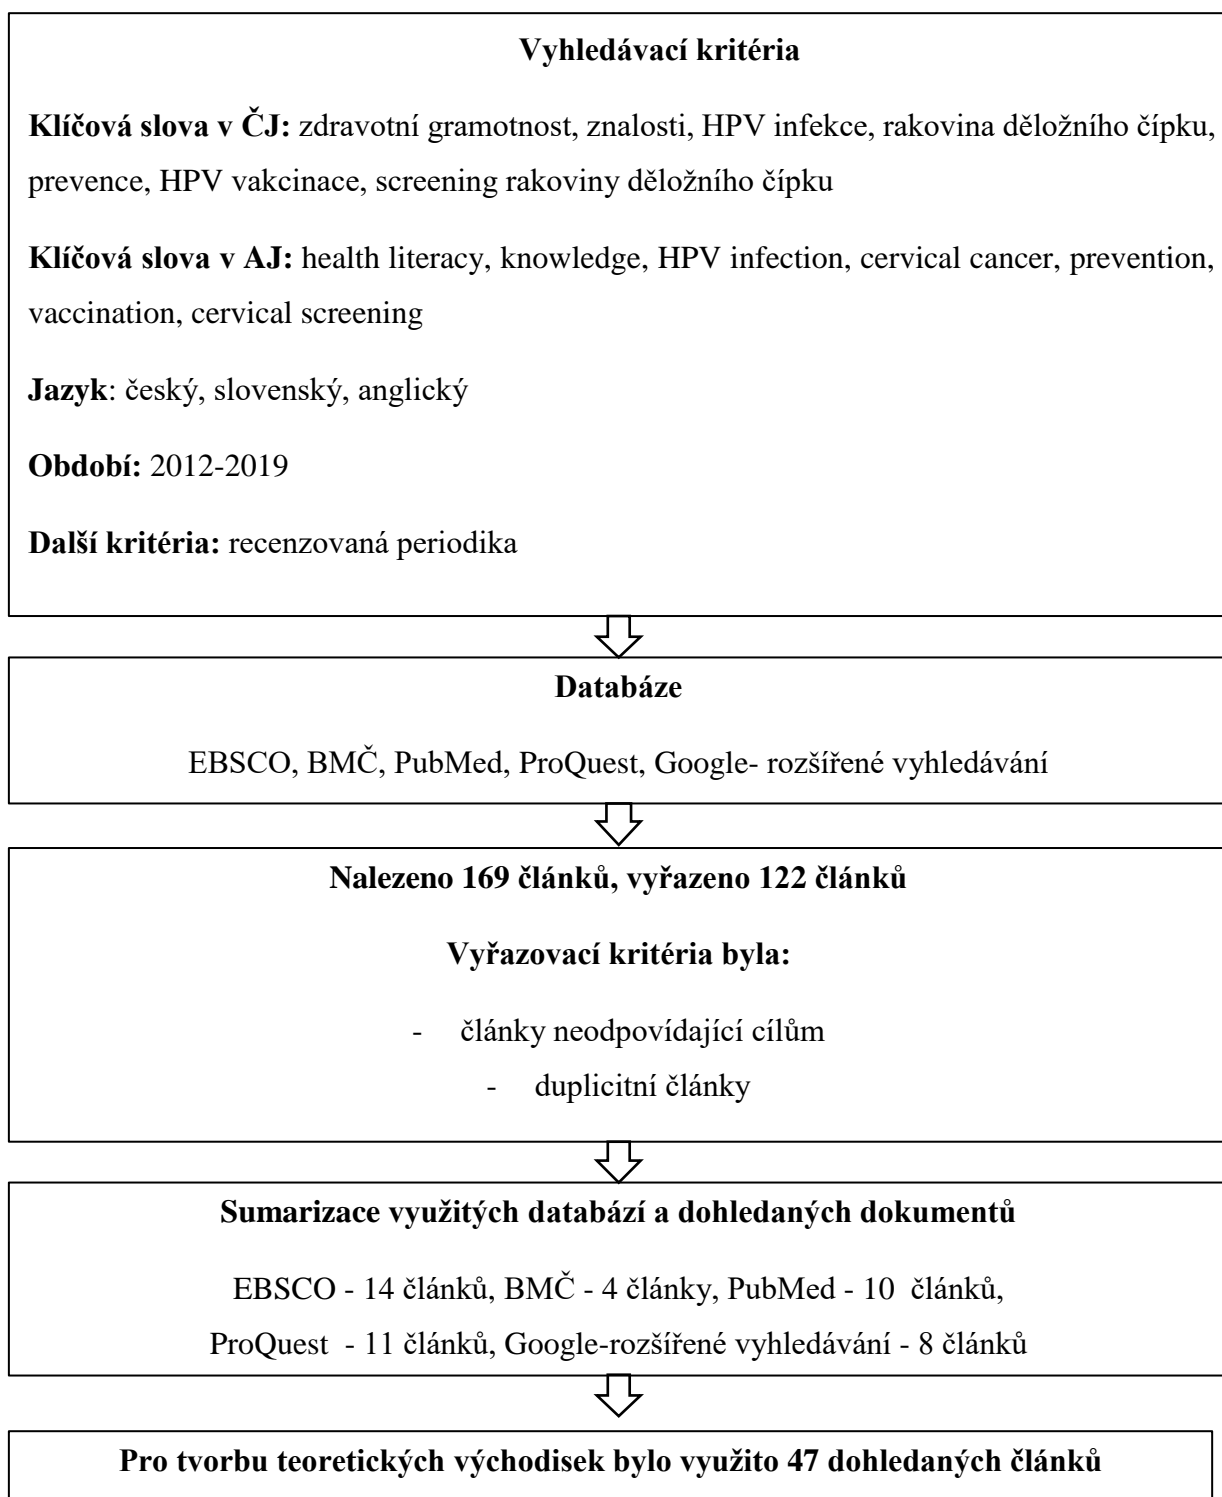 Vyhledávací kritéria
Klíčová slova v ČJ: zdravotní gramotnost, znalosti, HPV infekce, rakovina děložního čípku,
prevence, HPV vakcinace, screening rakoviny děložního čípku
Klíčová slova v AJ: health literacy, knowledge, HPV infection, cervical cancer, prevention,
vaccination, cervical screening
Jazyk: český, slovenský, anglický
Období: 2012-2019
Další kritéria: recenzovaná periodika
Databáze
EBSCO, BMČ, PubMed, ProQuest, Google- rozšířené vyhledávání
Nalezeno 169 článků, vyřazeno 122 článků
Vyřazovací kritéria byla:
- články neodpovídající cílům
- duplicitní články
Sumarizace využitých databází a dohledaných dokumentů
EBSCO - 14 článků, BMČ - 4 články, PubMed - 10 článků,
ProQuest - 11 článků, Google-rozšířené vyhledávání - 8 článků
Pro tvorbu teoretických východisek bylo využito 47 dohledaných článků